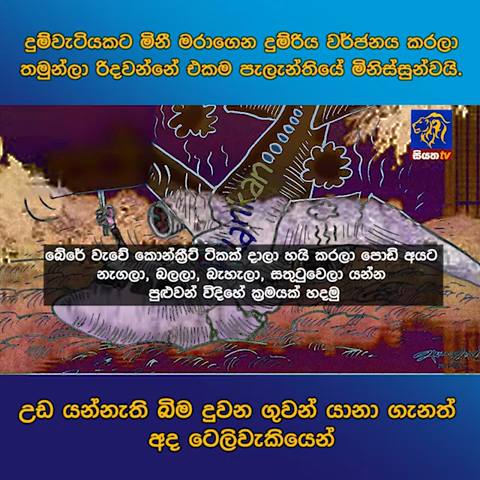 දුම්වැටියකට මිනී මරාගෙන දුම්රිය වර්ජනය කරලා
තමුන්ලා රිදවන්නේ එකම පැලැන්තියේ මිනිස්සුන්වයි.
සියත tv
බේරේ වැවේ කොන්ක්‍රීට් ටිකක් දාලා හයි කරලා පොඩි අයට
නැගලා, බලලා, බැහැලා, සතුටුවෙලා යන්න
පුළුවන් විදිහේ ක්‍රමයක් හදමු
උඩ යන්නැති බිම දුවන ගුවන් යානා ගැනත්
අද ටෙලිවැකියෙන්